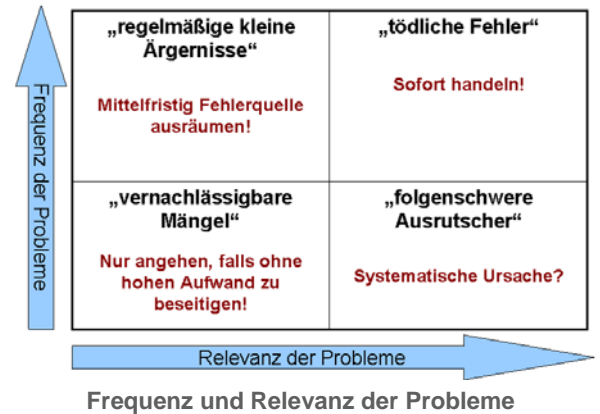 „regelmäßige kleine
Ärgernisse“
Mittelfristig Fehlerquelle
ausräumen!
„tödliche Fehler“
Sofort handeln!
„vernachlässigbare
Mängel“
Nur angehen, falls ohne
hohen Aufwand zu
beseitigen!
„folgenschwere
Ausrutscher“
Systematische Ursache?
Frequenz der Probleme
Relevanz der Probleme
Frequenz und Relevanz der Probleme